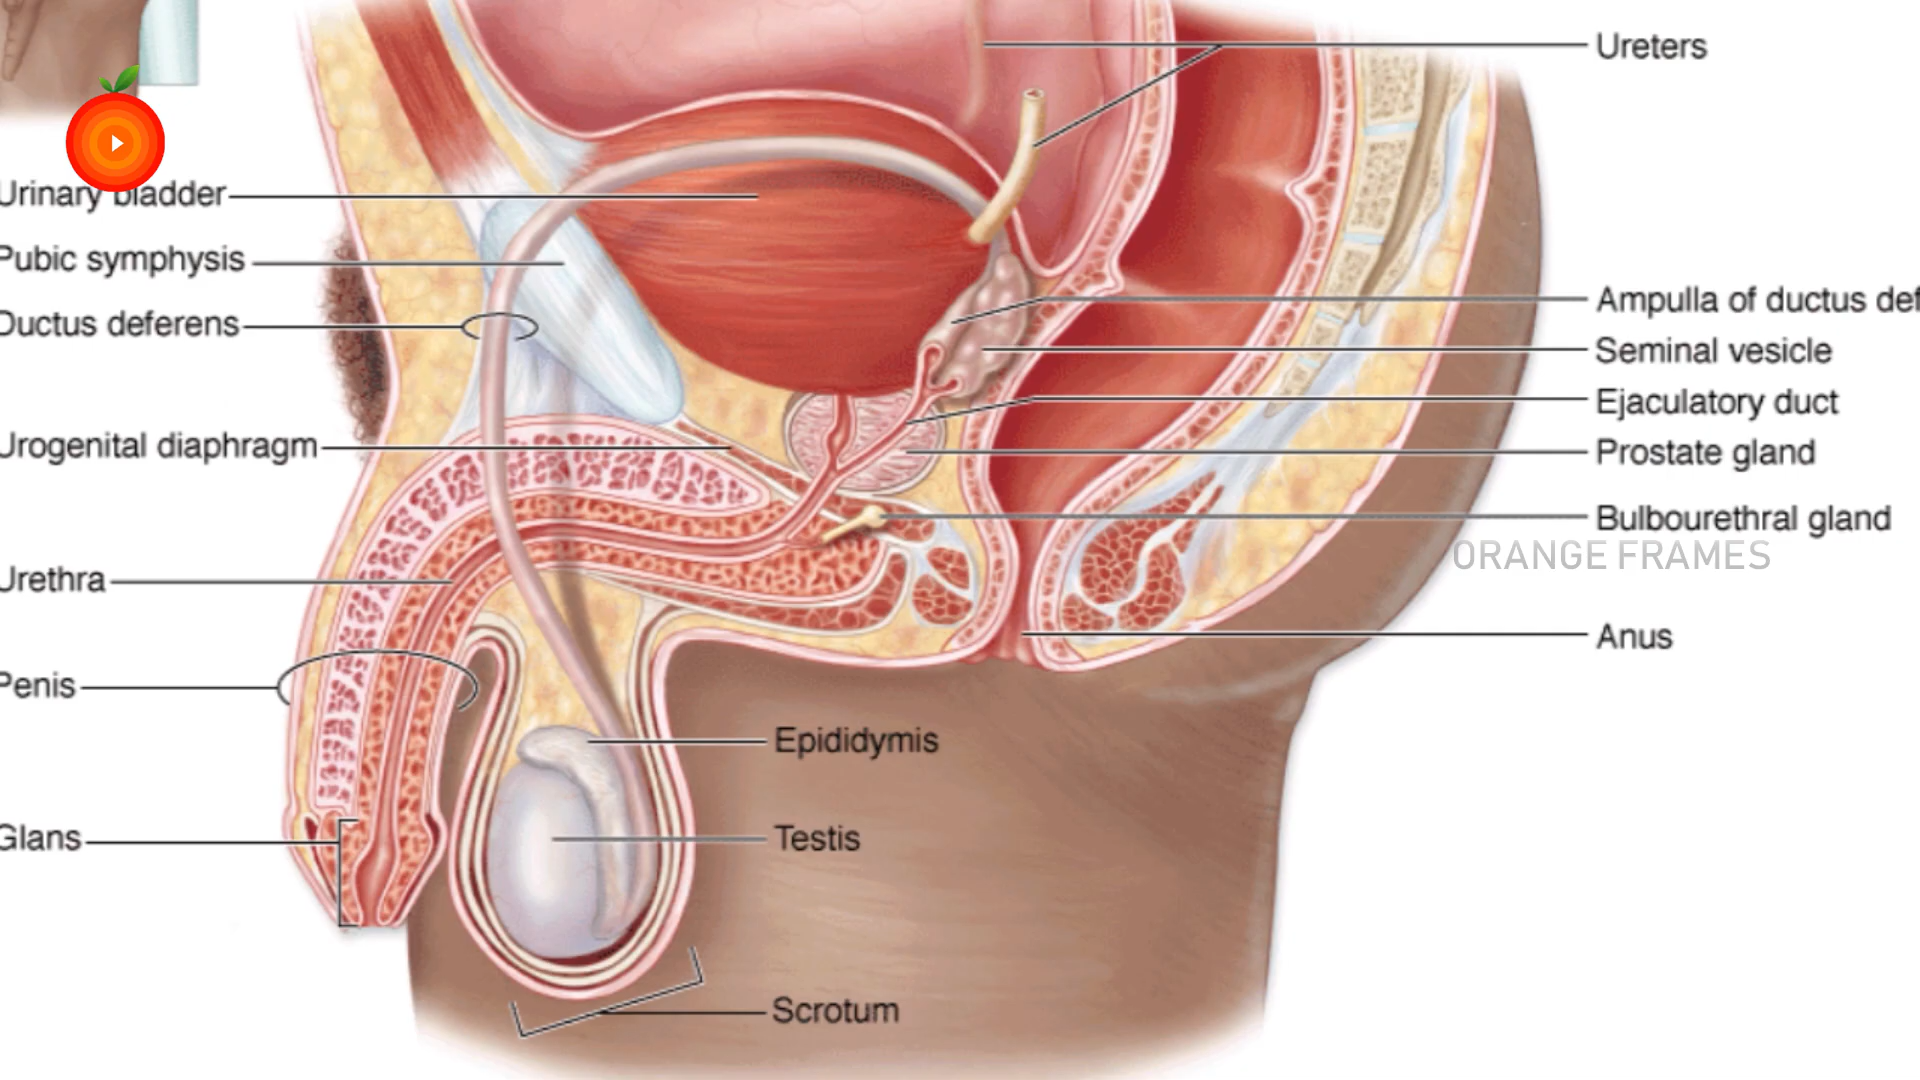 Ureters
Urinary bladder
Pubic symphysis
Ductus deferens
Ampulla of ductus def
Seminal vesicle
Ejaculatory duct
Urogenital diaphragm
Prostate gland
Bulbourethral gland
ORANGE FRAMES
Urethra
Anus
Penis
Epididymis
Glans
Testis
Scrotum